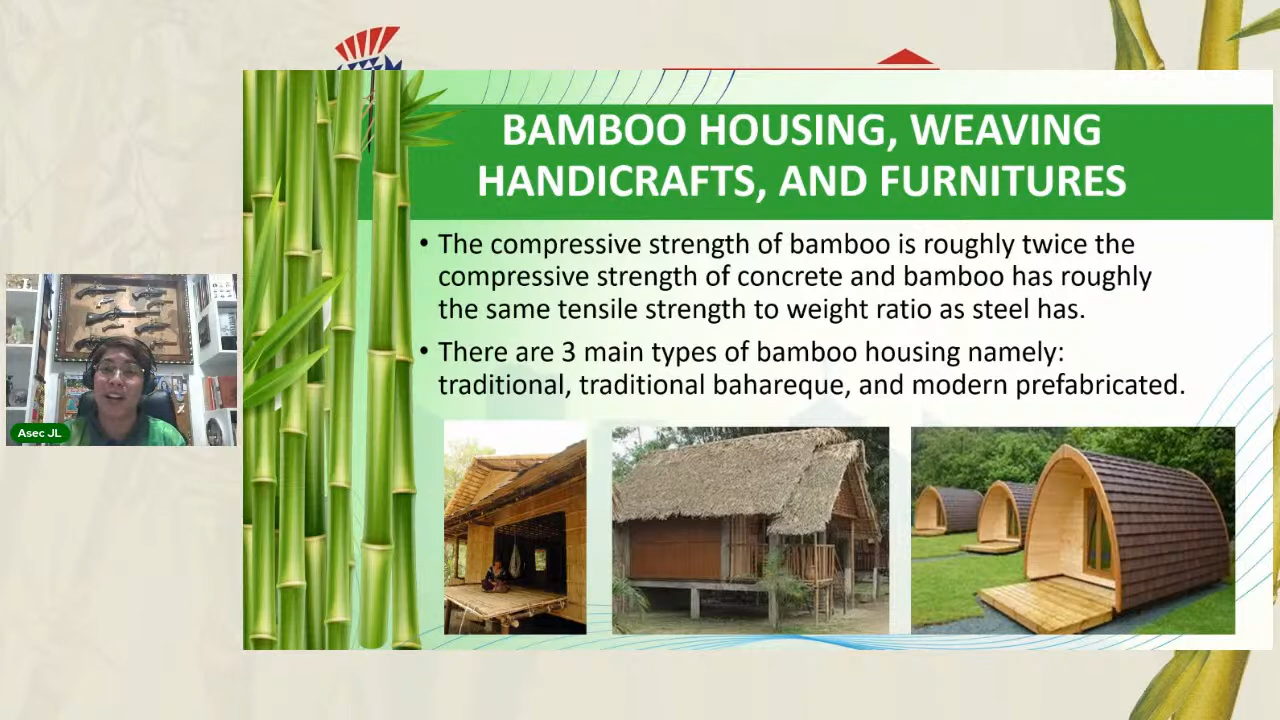 BAMBOO HOUSING, WEAVING
HANDICRAFTS, AND FURNITURES
• The compressive strength of bamboo is roughly twice the
compressive strength of concrete and bamboo has roughly
the same tensile strength to weight ratio as steel has.
• There are 3 main types of bamboo housing namely:
traditional, traditional bahareque, and modern prefabricated.
Asec JL